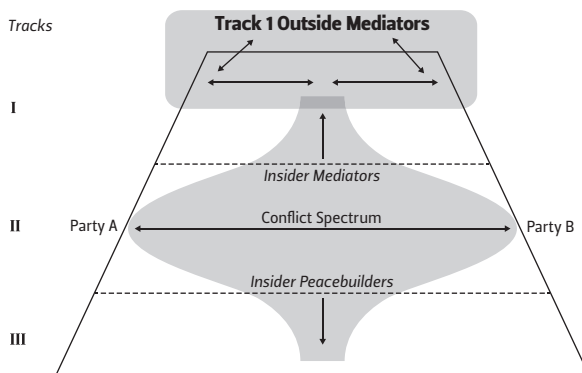 Tracks
Track 1 Outside Mediators
I
Insider Mediators
II
Party A
Conflict Spectrum
Party B
Insider Peacebuilders
III